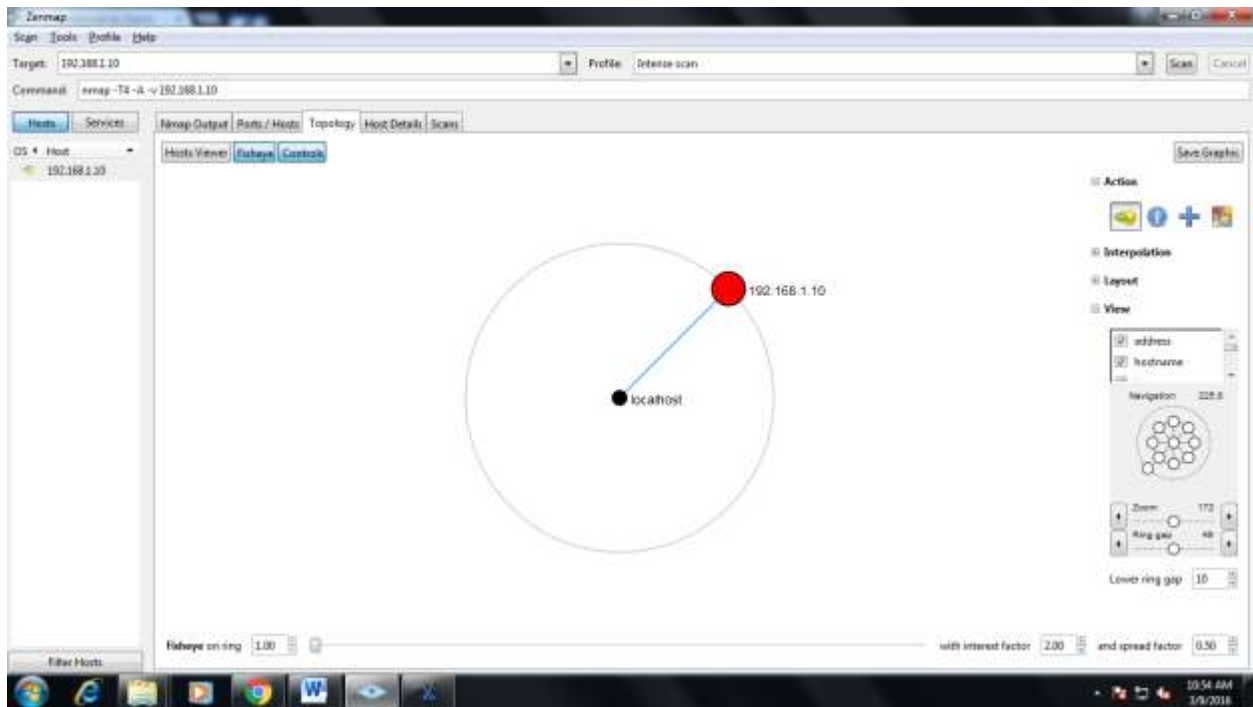 Zenmap
Scan Tools Profile Help
Target: 192.168.1.10 Profile: Intense scan Scan Cancel
Command: nmap -T4 -A -v 192.168.1.10
Hosts Services Nmap Output Ports / Hosts Topology Host Details Scans
OS Host Hosts Viewer Fisheye Controls Save Graphic
192.168.1.10
Action
Interpolation
Layout
View
address
hostname
192.168.1.10
localhost
Navigation
Zoom 172
Ring gap
Lower ring gap 10
Fisheye on ring 1.00 with interest factor 2.00 and spread factor 0.50
Filter Hosts
10:54 AM
3/9/2016